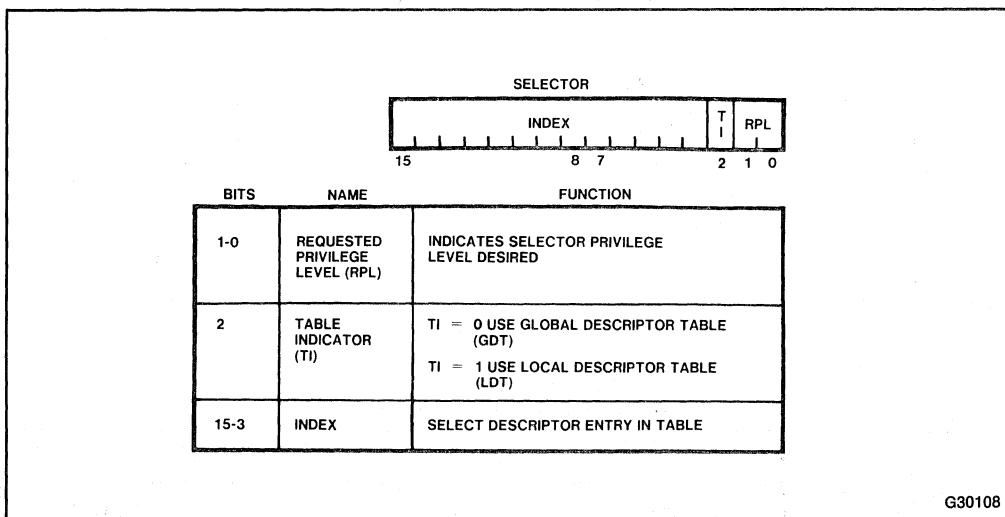 SELECTOR
INDEX
T
I
RPL
15
8 7
2
1 0
BITS NAME FUNCTION
1-0
REQUESTED
PRIVILEGE
LEVEL (RPL)
INDICATES SELECTOR PRIVILEGE
LEVEL DESIRED
2
TABLE
INDICATOR
(TI)
TI = 0 USE GLOBAL DESCRIPTOR TABLE
(GDT)
TI = 1 USE LOCAL DESCRIPTOR TABLE
(LDT)
15-3 INDEX SELECT DESCRIPTOR ENTRY IN TABLE
G30108